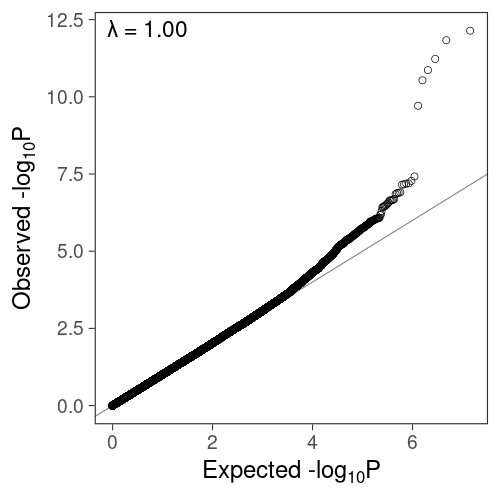 λ = 1.00
12.5
10.0
7.5
5.0
2.5
0.0
Observed -log₁₀P
0 2 4 6
Expected -log₁₀P